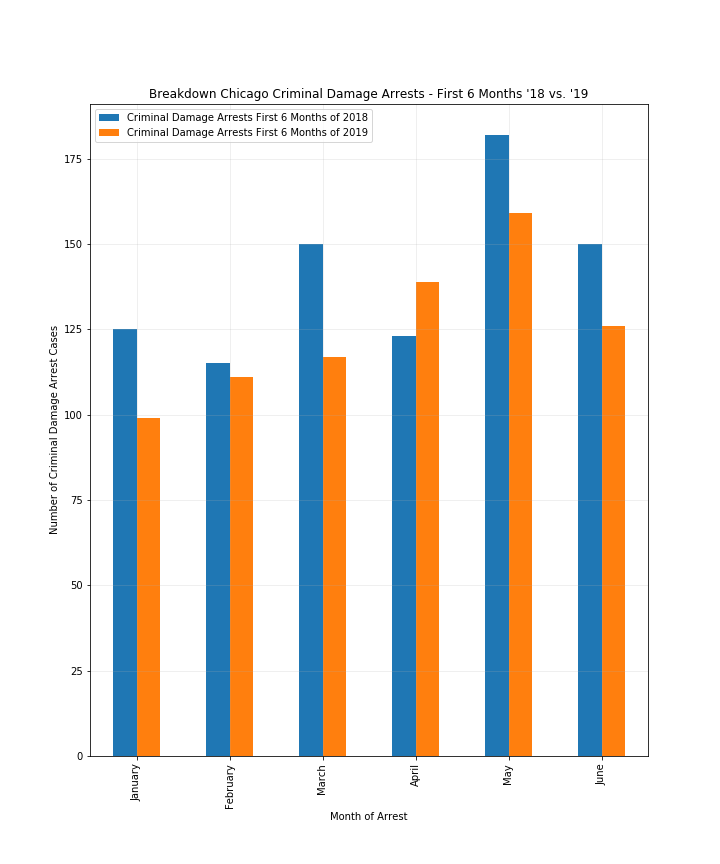 Breakdown Chicago Criminal Damage Arrests - First 6 Months '18 vs. '19
Criminal Damage Arrests First 6 Months of 2018
Criminal Damage Arrests First 6 Months of 2019
175
150
125
100
75
50
25
0
Number of Criminal Damage Arrest Cases
January
February
March
April
May
June
Month of Arrest